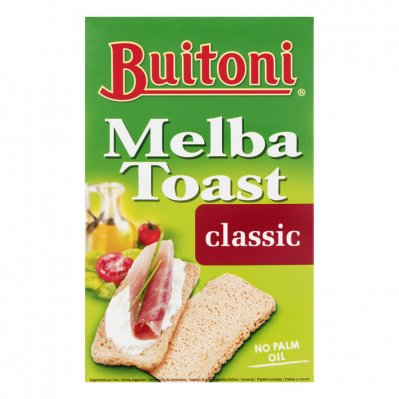 Buitoni®
Melba
Toast
classic
NO PALM
OIL